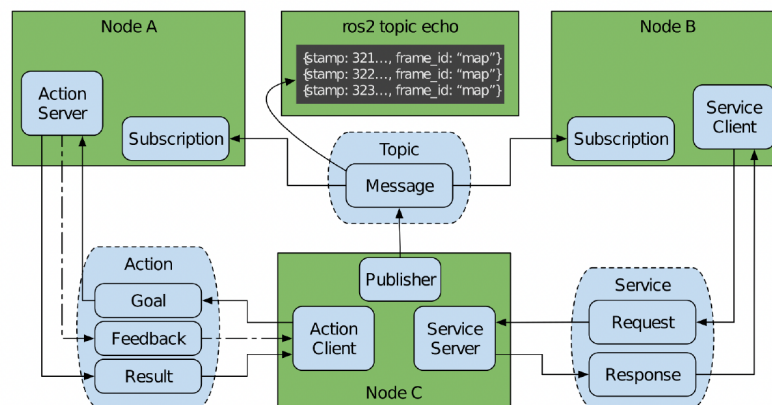 Node A
ros2 topic echo
Node B
{stamp: 321..., frame_id: “map”}
{stamp: 322..., frame_id: “map”}
{stamp: 323..., frame_id: “map”}
Action
Server
Subscription
Subscription
Service
Client
Topic
Message
Action
Goal
Feedback
Result
Publisher
Action
Client
Service
Server
Node C
Service
Request
Response